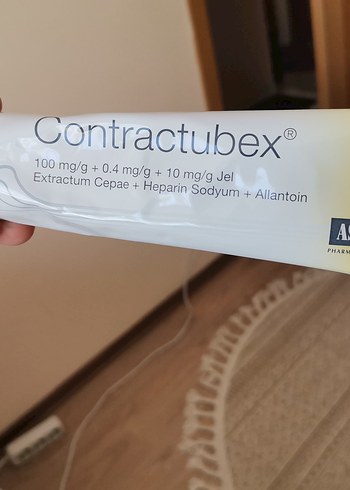 Contractubex®
100 mg/g + 0.4 mg/g + 10 mg/g Jel
Extractum Cepae + Heparin Sodyum + Allantoin